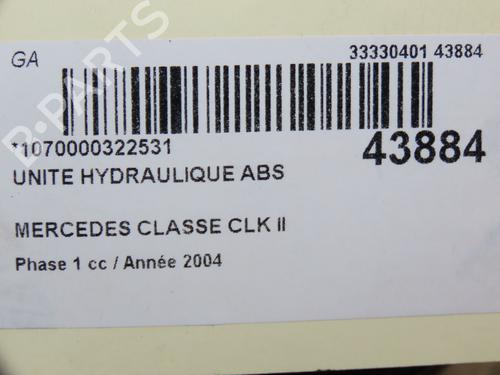 GA
33330401 43884
*1070000322531
43884
UNITE HYDRAULIQUE ABS
MERCEDES CLASSE CLK II
Phase 1 cc / Année 2004
B-PARTS